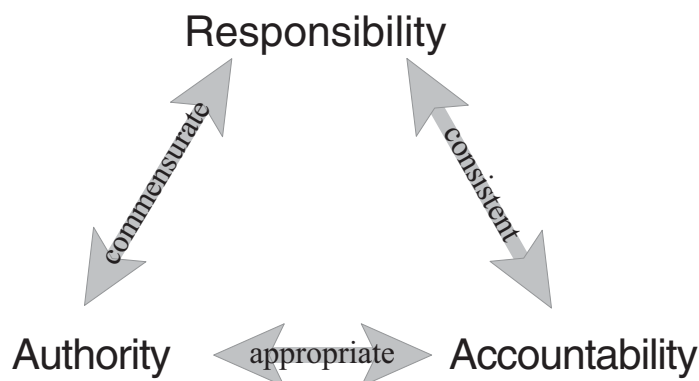 Responsibility
commensurate
consistent
Authority
appropriate
Accountability